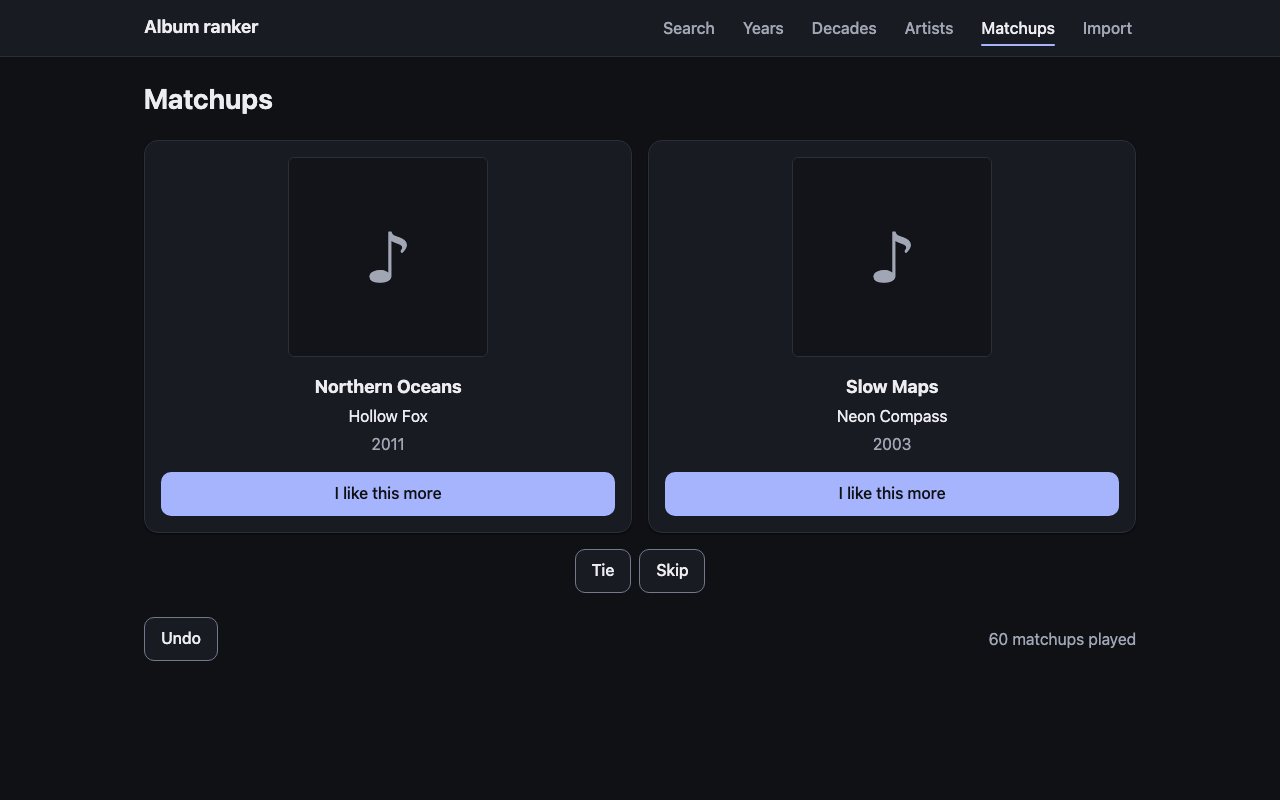 Album ranker
Search Years Decades Artists Matchups Import
Matchups
Northern Oceans
Hollow Fox
2011
I like this more
Slow Maps
Neon Compass
2003
I like this more
Tie Skip
Undo
60 matchups played